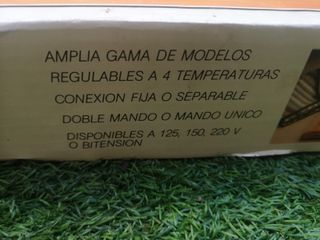 AMPLIA GAMA DE MODELOS
REGULABLES A 4 TEMPERATURAS
CONEXION FIJA O SEPARABLE
DOBLE MANDO O MANDO UNICO
DISPONIBLES A 125, 150, 220 V
O BITENSION